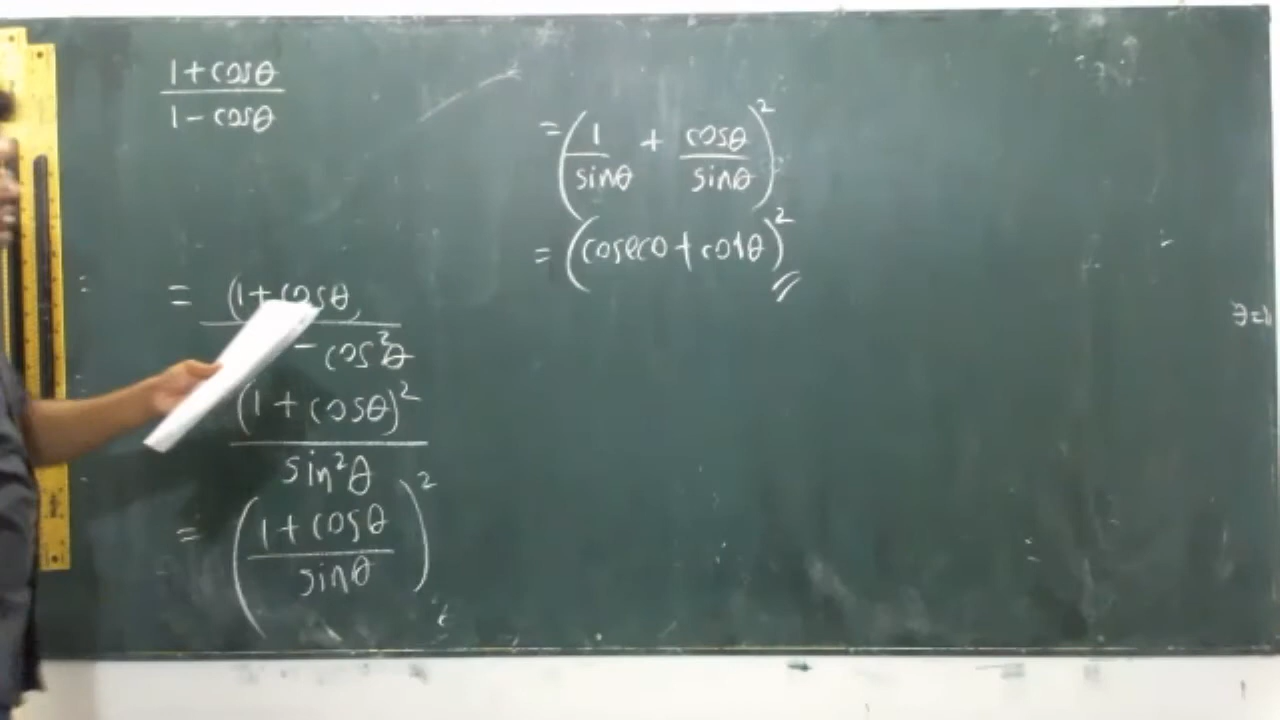 1+cosθ
1-cosθ
= (1+cosθ
- cos²θ
(1+cosθ)²
sin²θ
= (1+cosθ / sinθ)²
= (1/sinθ + cosθ/sinθ)²
= (cosecθ+cotθ)²